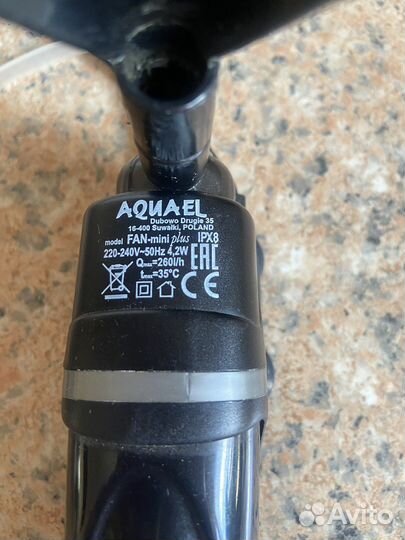 AQUAEL
Dubowo Drugie 35
16-400 Suwałki, POLAND
model FAN-mini plus IPX8
220-240V~50Hz 4,2W
Qmax=260l/h
tmax=35°C
EAC
Avito